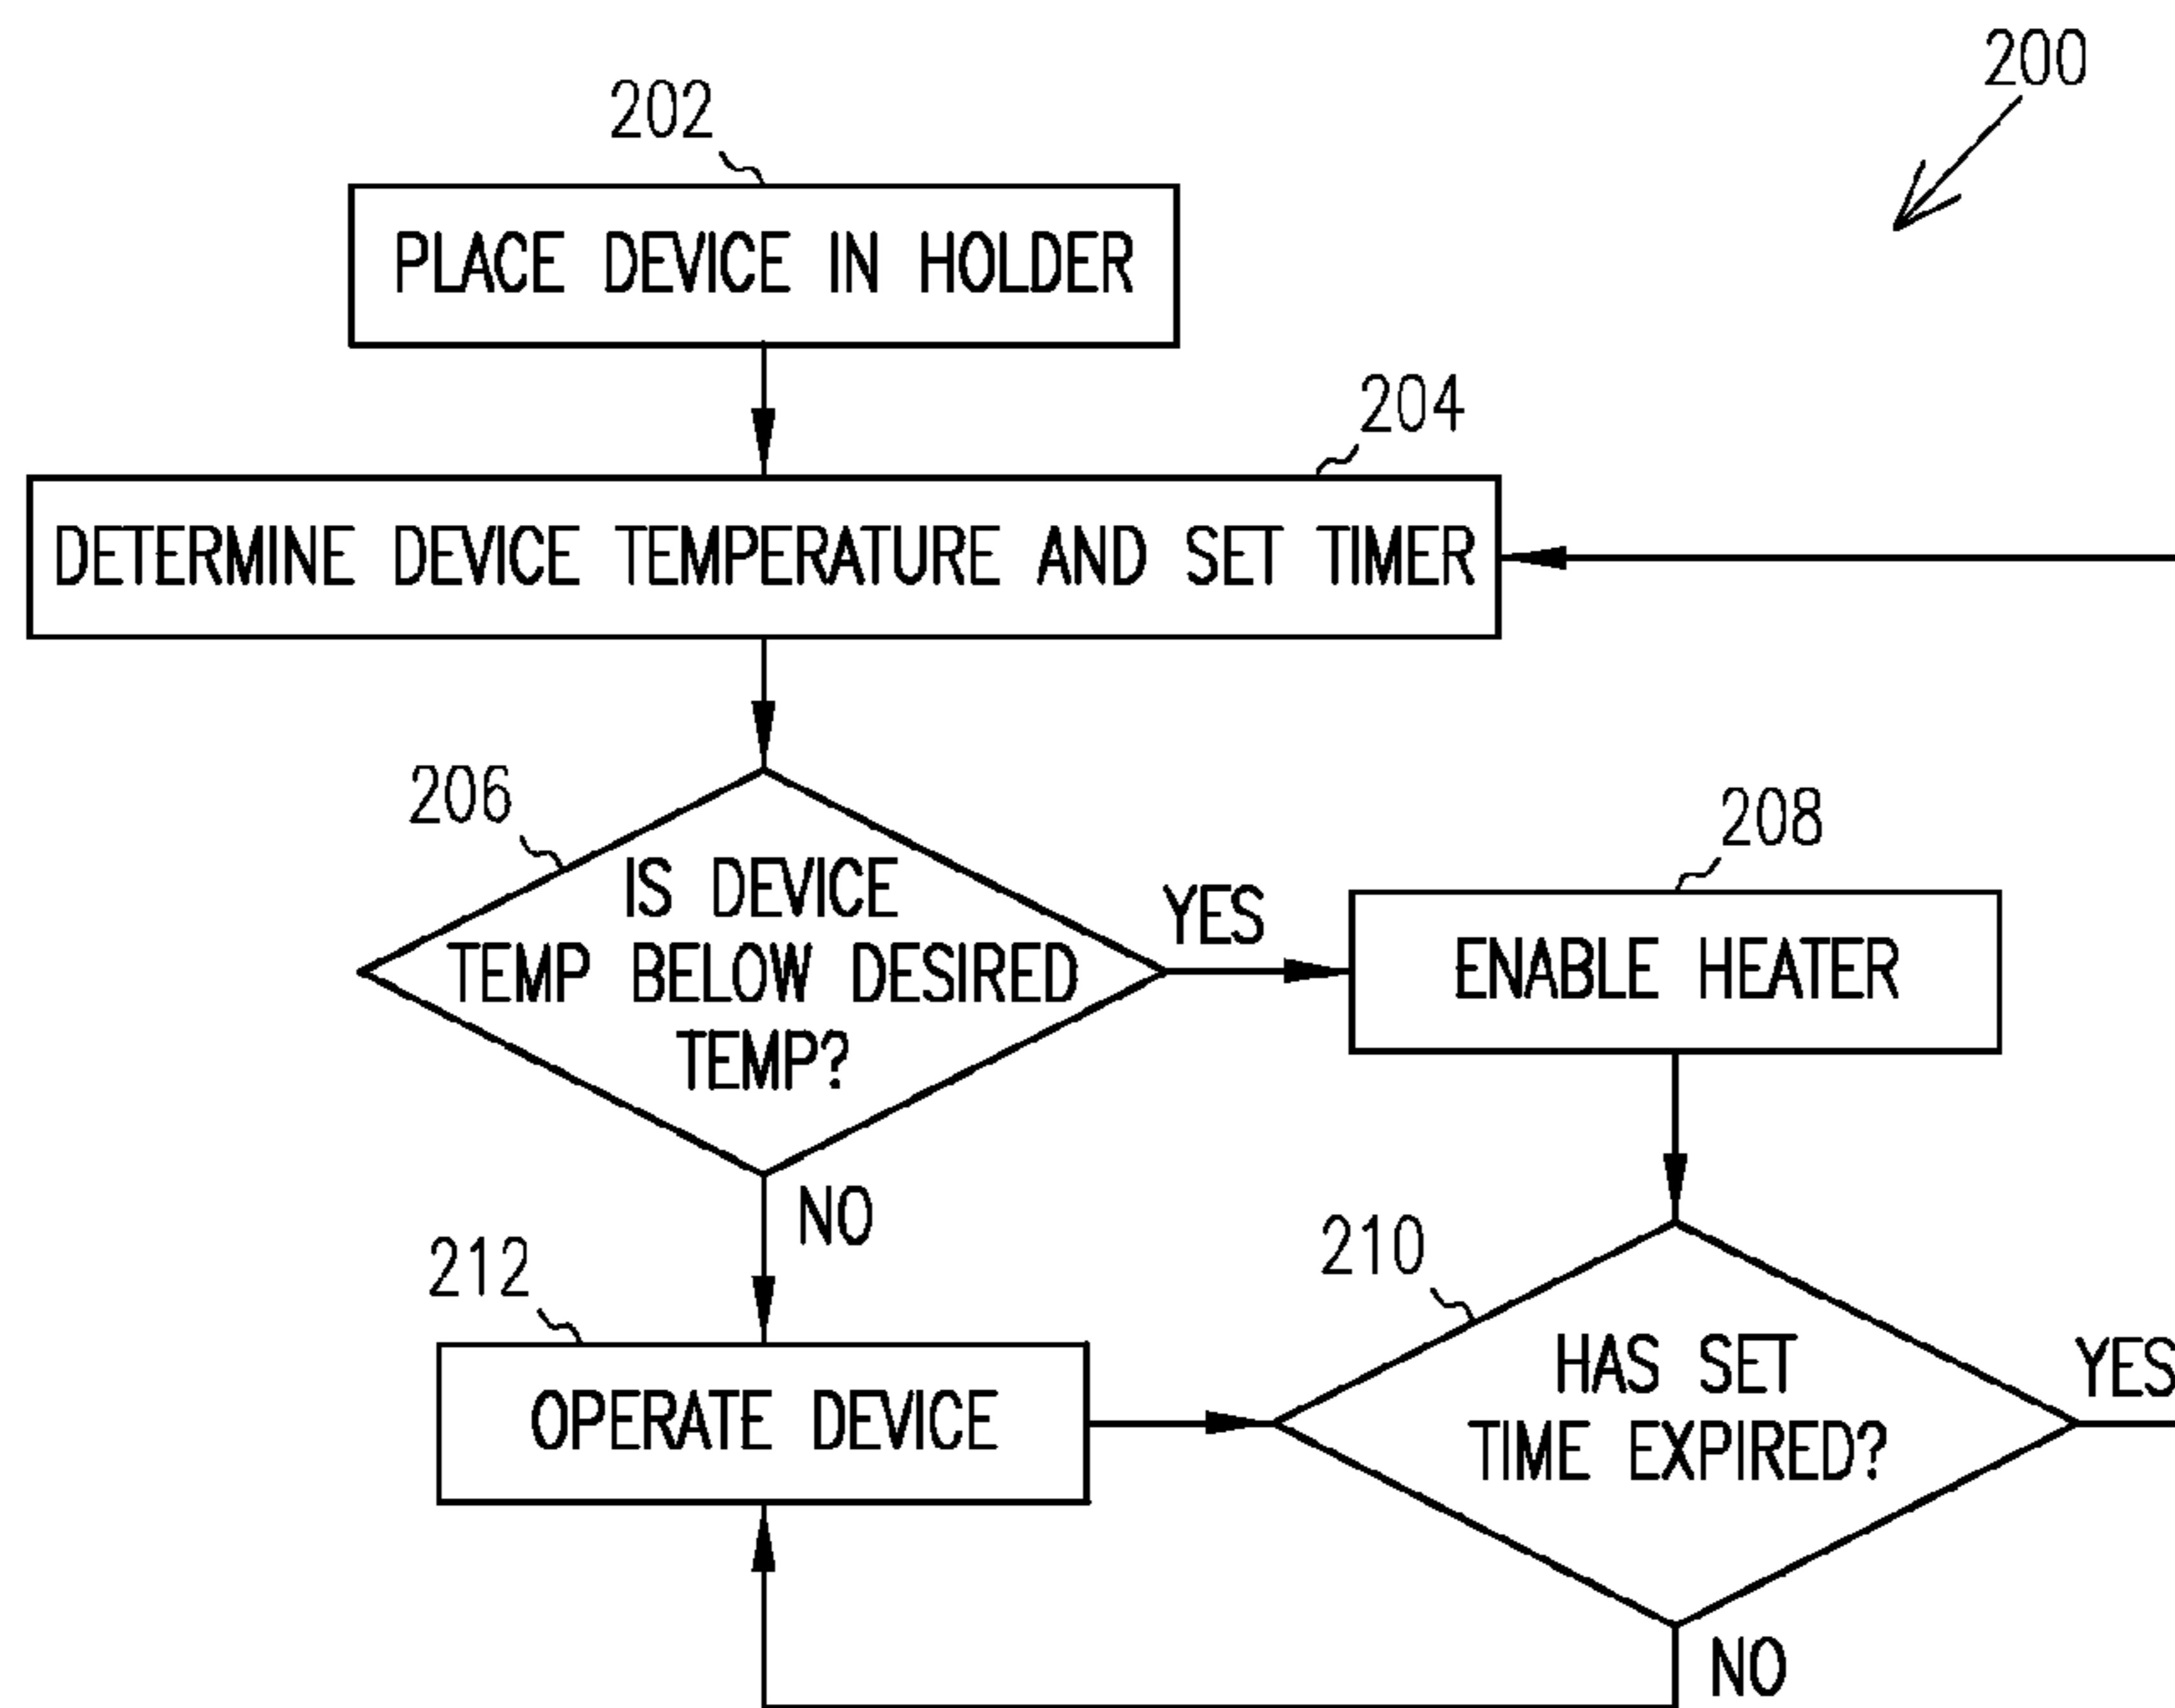 200
202
PLACE DEVICE IN HOLDER
204
DETERMINE DEVICE TEMPERATURE AND SET TIMER
206
IS DEVICE
TEMP BELOW DESIRED
TEMP?
YES
208
ENABLE HEATER
NO
212
OPERATE DEVICE
210
HAS SET
TIME EXPIRED?
YES
NO